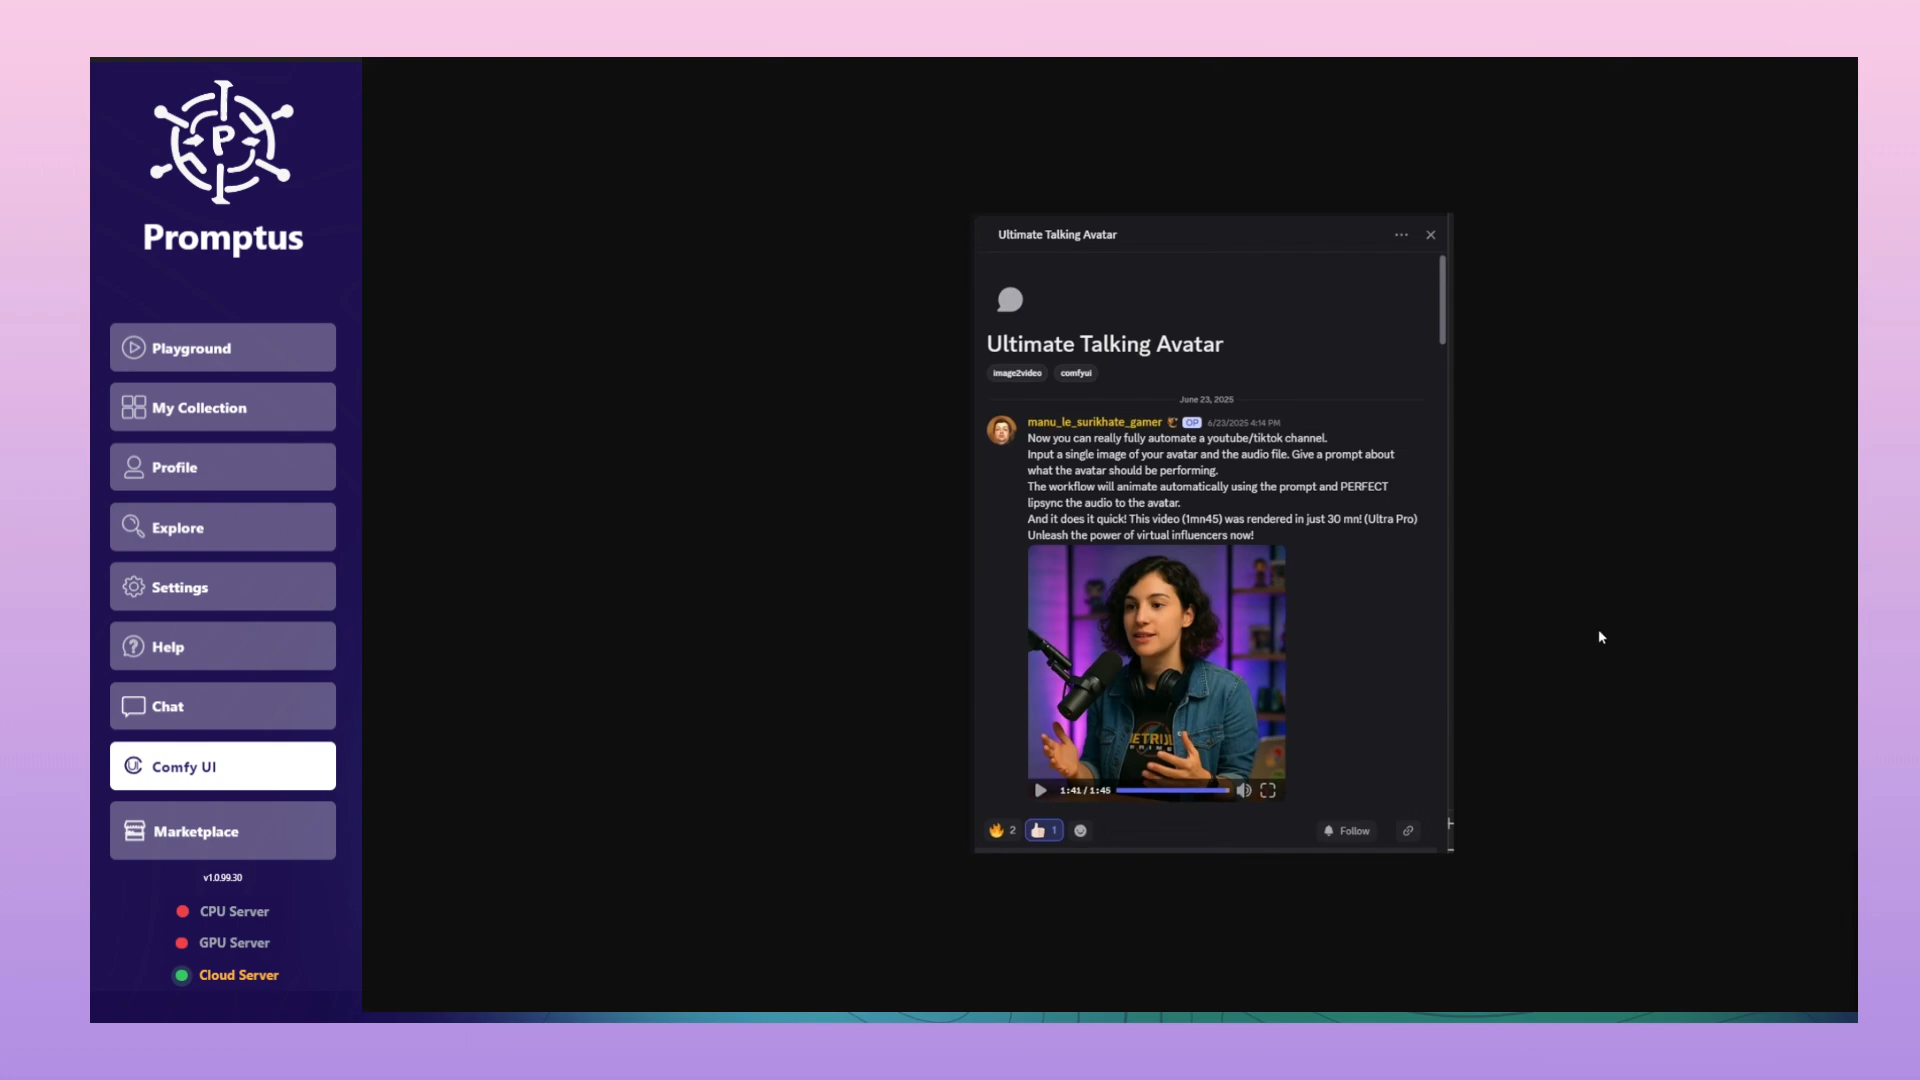 P
Promptus
Playground
My Collection
Profile
Explore
Settings
Help
Chat
Comfy UI
Marketplace
v1.0.99.30
CPU Server
GPU Server
Cloud Server
Ultimate Talking Avatar
Ultimate Talking Avatar
image2video comfyui
June 23, 2025
manu_le_surikhate_gamer OP 6/23/2025 4:14 PM
Now you can really fully automate a youtube/tiktok channel.
Input a single image of your avatar and the audio file. Give a prompt about
what the avatar should be performing.
The workflow will animate automatically using the prompt and PERFECT
lipsync the audio to the avatar.
And it does it quick! This video (1mn45) was rendered in just 30 mn! (Ultra Pro)
Unleash the power of virtual influencers now!
1:41 / 1:45
2 1 Follow